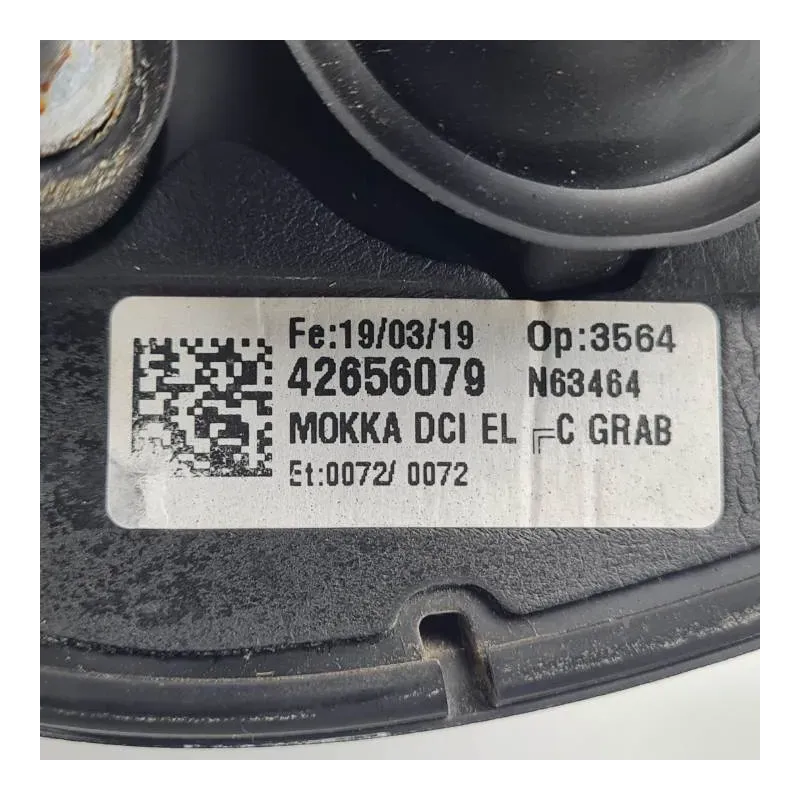 Fe:19/03/19 Op:3564
42656079 N63464
MOKKA DCI EL C GRAB
Et:0072/ 0072